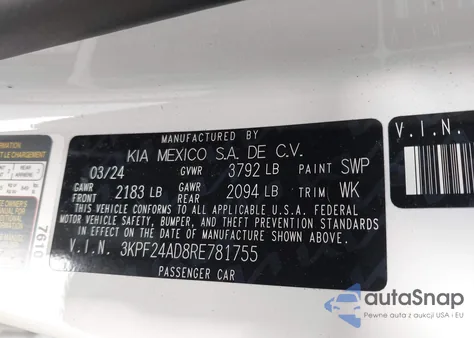 MANUFACTURED BY
KIA MEXICO S.A. DE C.V.
03/24 GVWR 3792 LB PAINT SWP
GAWR FRONT 2183 LB GAWR REAR 2094 LB TRIM WK
THIS VEHICLE CONFORMS TO ALL APPLICABLE U.S. FEDERAL
MOTOR VEHICLE SAFETY, BUMPER, AND THEFT PREVENTION STANDARDS
IN EFFECT ON THE DATE OF MANUFACTURE SHOWN ABOVE.
V.I.N. 3KPF24AD8RE781755
PASSENGER CAR
7610
V.I.N.
autaSnap
Pewne auta z aukcji USA i EU